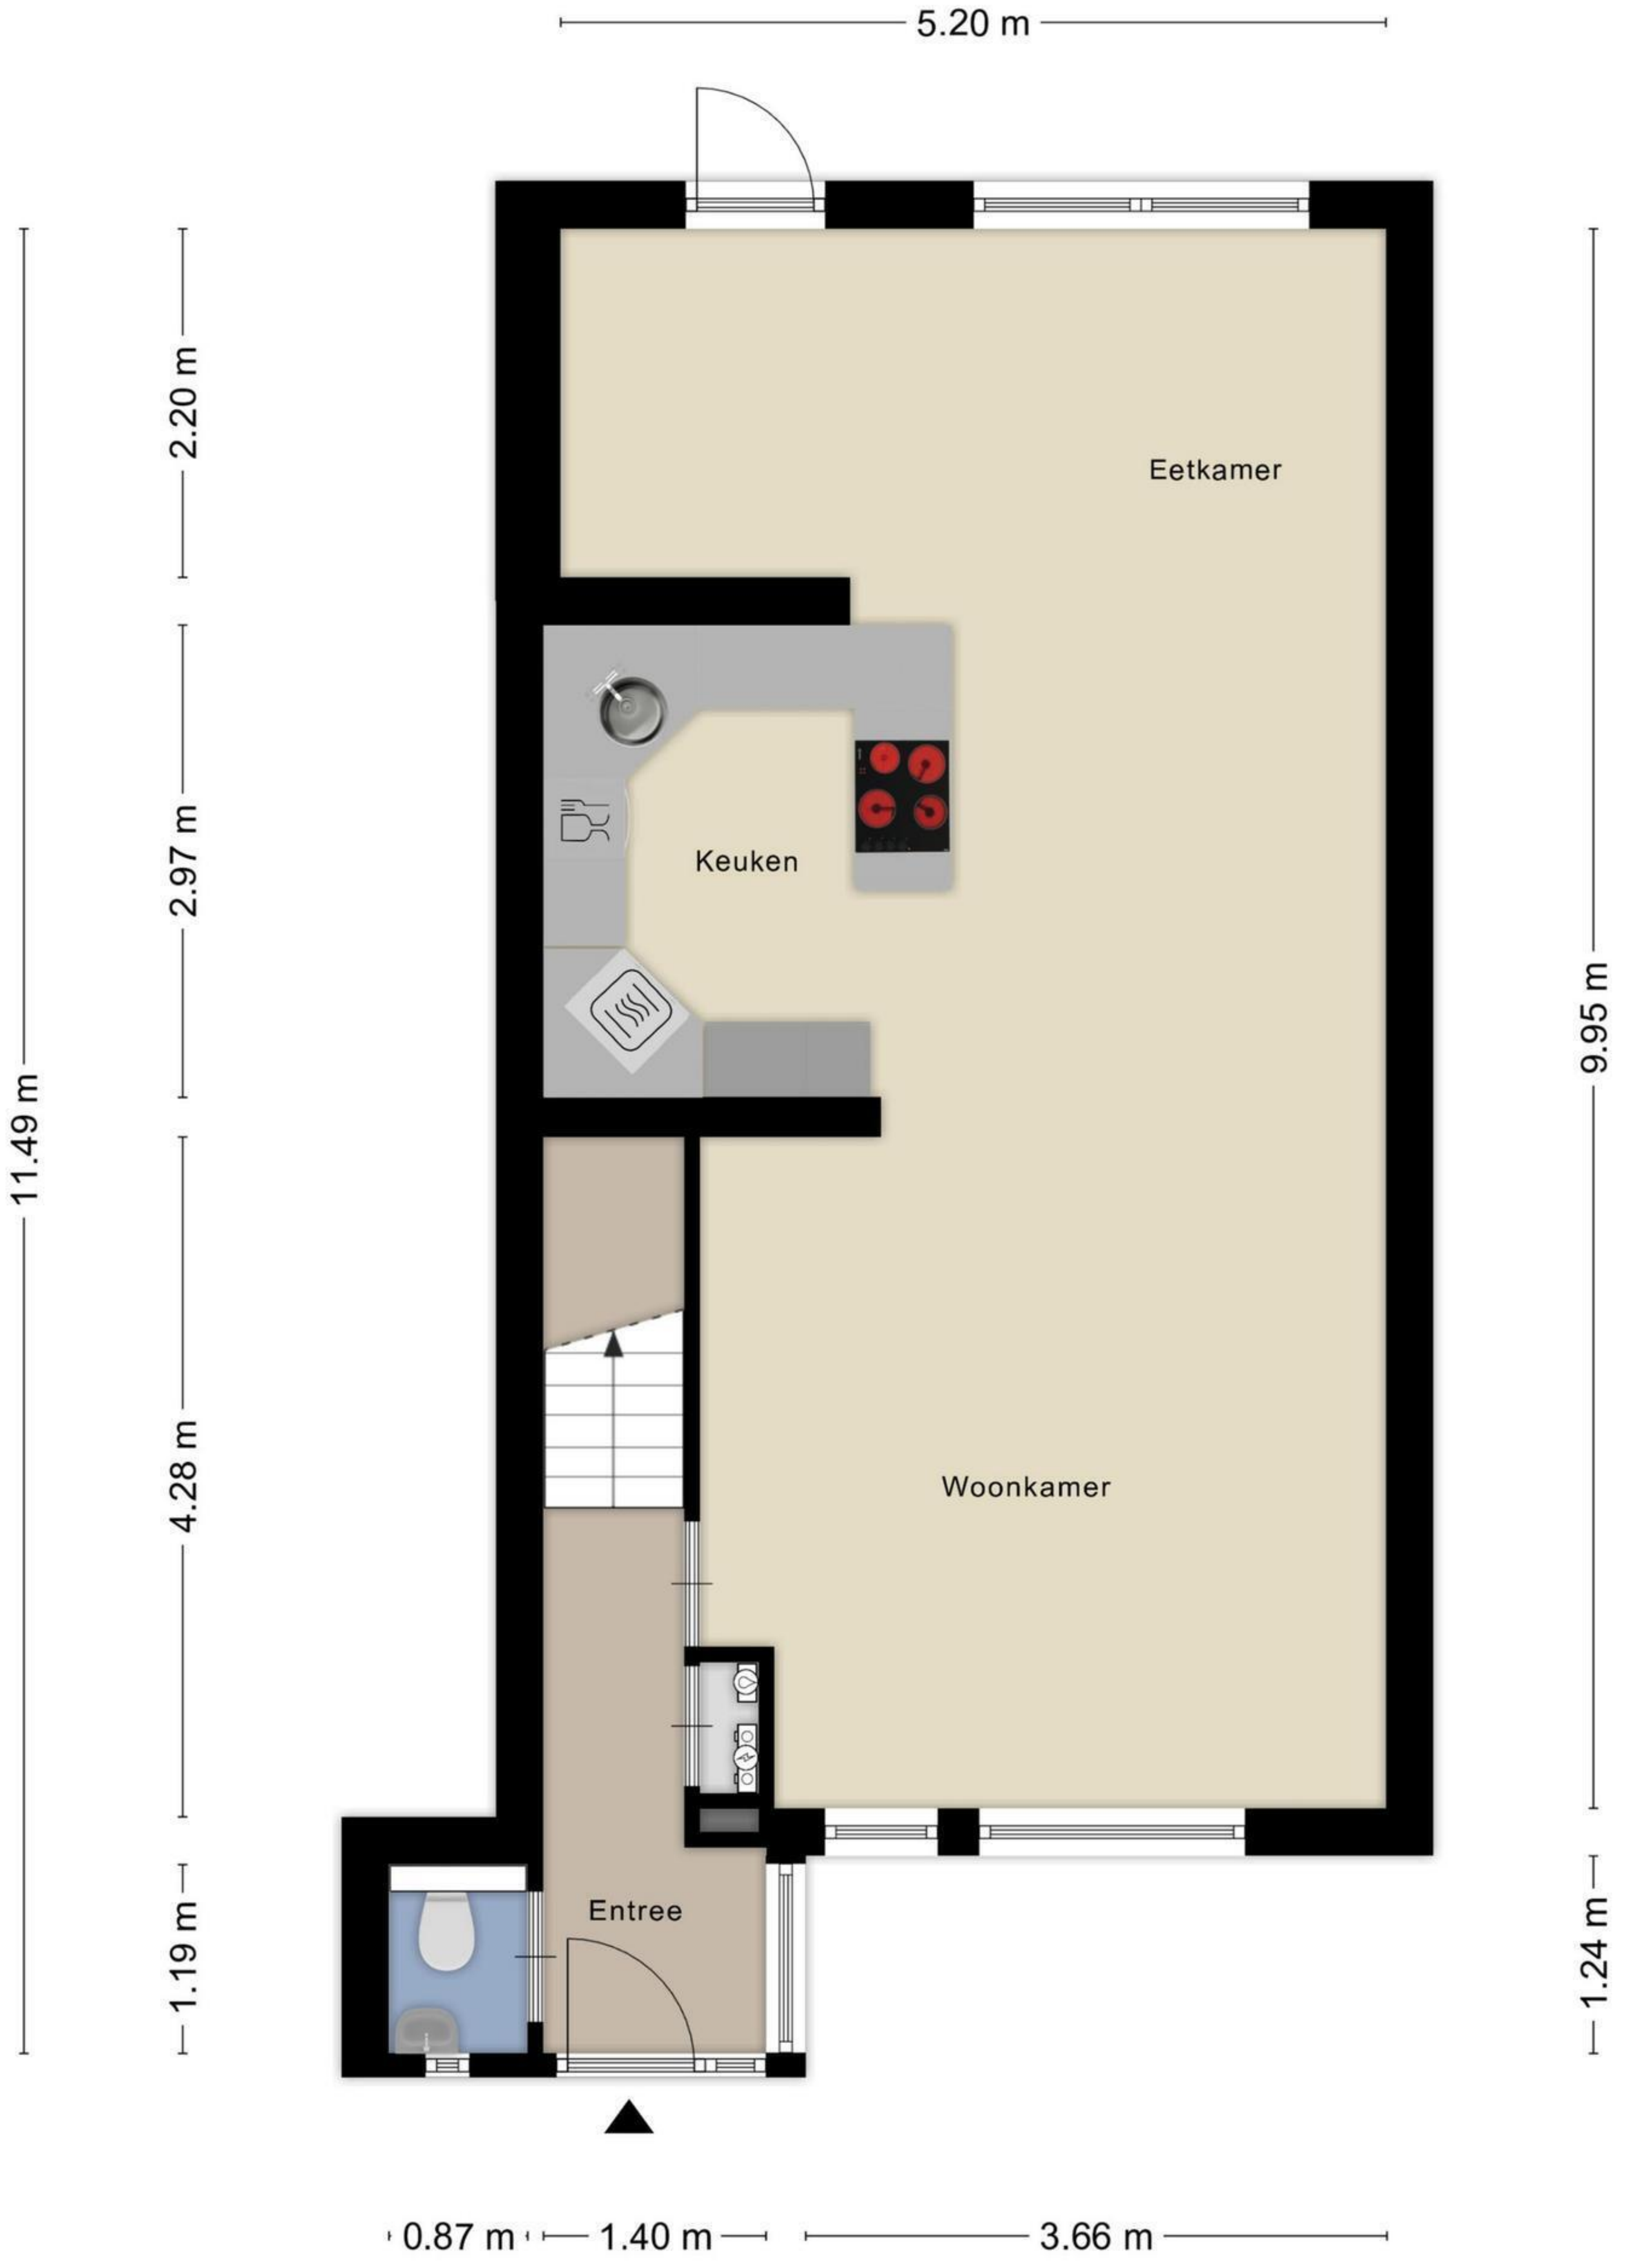 5.20 m
2.20 m
Eetkamer
2.97 m
Keuken
9.95 m
11.49 m
4.28 m
Woonkamer
Entree
1.19 m
1.24 m
0.87 m
1.40 m
3.66 m